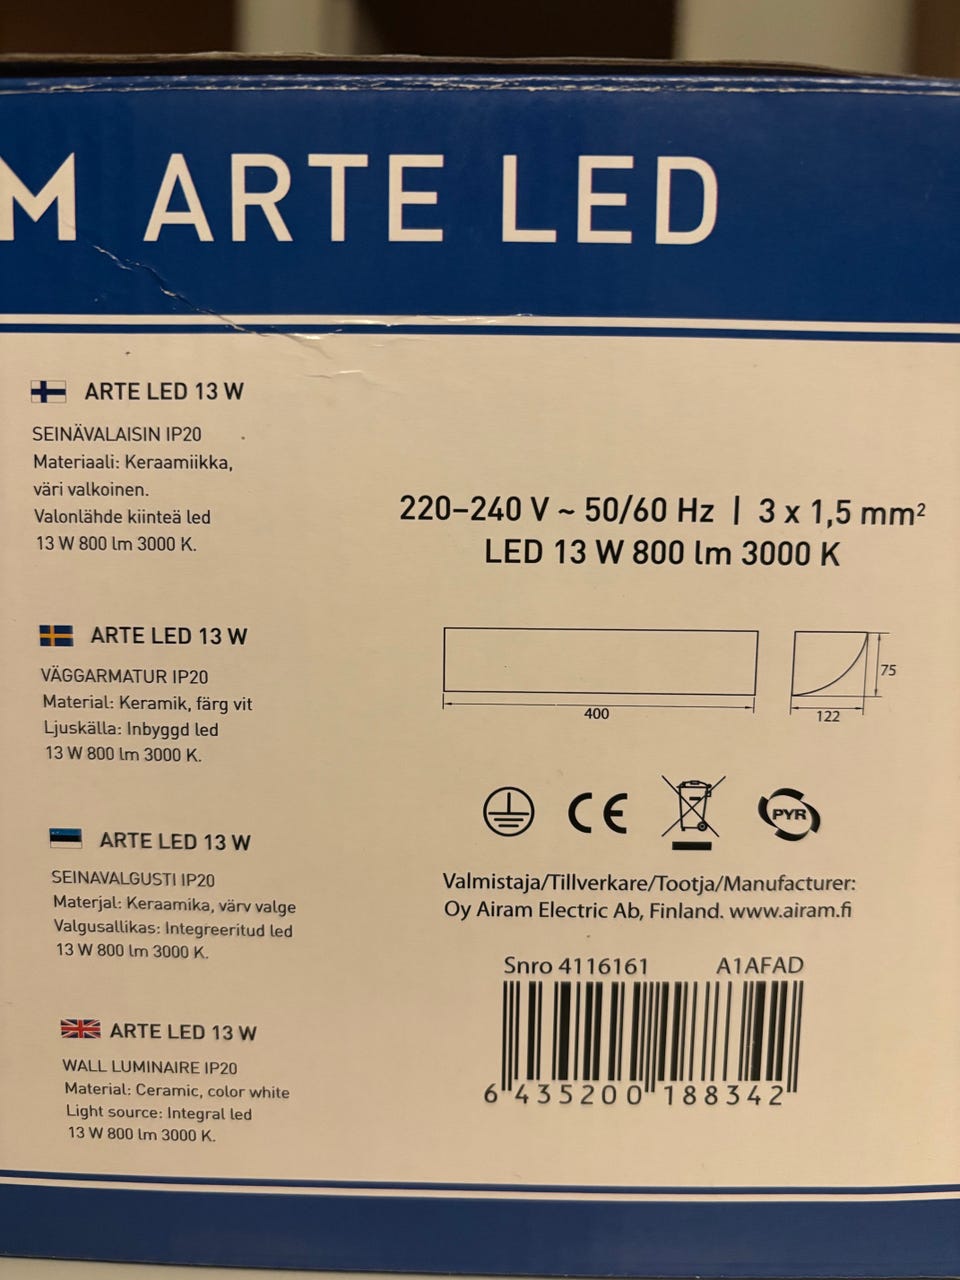 M ARTE LED
ARTE LED 13 W
SEINÄVALAISIN IP20
Materiaali: Keraamiikka,
väri valkoinen.
Valonlähde kiinteä led
13 W 800 lm 3000 K.
ARTE LED 13 W
VÄGGARMATUR IP20
Material: Keramik, färg vit
Ljuskälla: Inbyggd led
13 W 800 lm 3000 K.
ARTE LED 13 W
SEINAVALGUSTI IP20
Materjal: Keraamika, värv valge
Valgusallikas: Integreeritud led
13 W 800 lm 3000 K.
ARTE LED 13 W
WALL LUMINAIRE IP20
Material: Ceramic, color white
Light source: Integral led
13 W 800 lm 3000 K.
220–240 V ~ 50/60 Hz | 3 x 1,5 mm²
LED 13 W 800 lm 3000 K
400
75
122
CE
PYR
Valmistaja/Tillverkare/Tootja/Manufacturer:
Oy Airam Electric Ab, Finland. www.airam.fi
Snro 4116161 A1AFAD
6 435200 188342